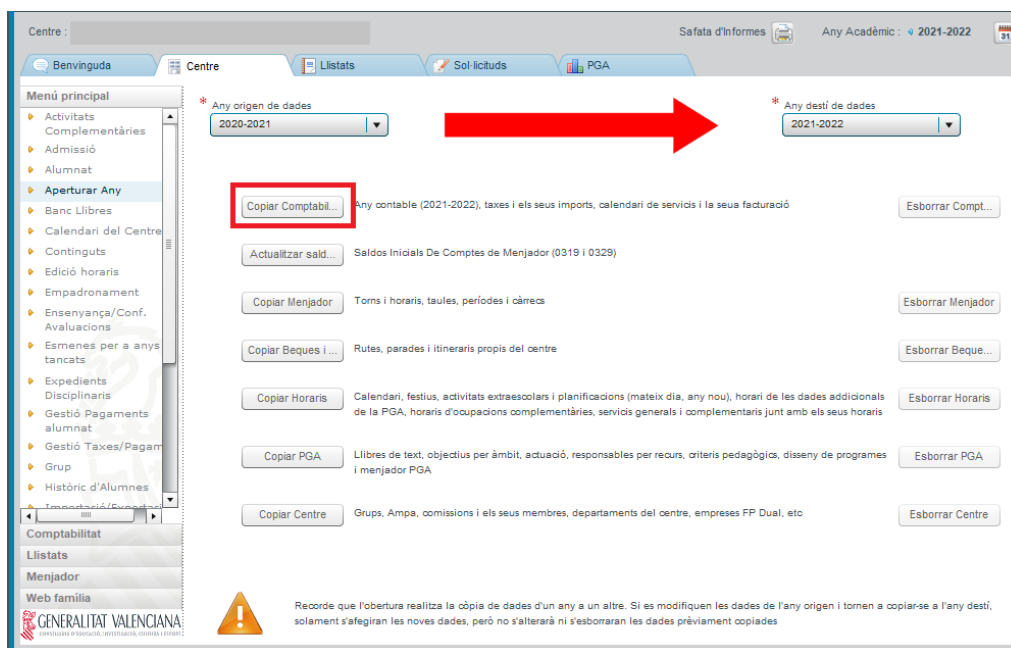 Centre :
Safata d'Informes
Any Acadèmic : 2021-2022
31
Benvinguda
Centre
Llistats
Sol·licituds
PGA
Menú principal
Activitats
Complementàries
Admissió
Alumnat
Aperturar Any
Banc Llibres
Calendari del Centre
Continguts
Edició horaris
Empadronament
Ensenyança/Conf.
Avaluacions
Esmenes per a anys
tancats
Expedients
Disciplinaris
Gestió Pagaments
alumnat
Gestió Taxes/Pagam
Grup
Històric d'Alumnes
Importació/Exportaci
Comptabilitat
Llistats
Menjador
Web família
GENERALITAT VALENCIANA
* Any origen de dades
2020-2021
* Any destí de dades
2021-2022
Copiar Comptabil...
Any contable (2021-2022), taxes i els seus imports, calendari de servicis i la seua facturació
Esborrar Compt...
Actualitzar sald...
Saldos Inicials De Comptes de Menjador (0319 i 0329)
Copiar Menjador
Torns i horaris, taules, períodes i càrrecs
Esborrar Menjador
Copiar Beques i ...
Rutes, parades i itineraris propis del centre
Esborrar Beque...
Copiar Horaris
Calendari, festius, activitats extraescolars i planificacions (mateix dia, any nou), horari de les dades addicionals
de la PGA, horaris d'ocupacions complementàries, servicis generals i complementaris junt amb els seus horaris
Esborrar Horaris
Copiar PGA
Llibres de text, objectius per àmbit, actuació, responsables per recurs, criteris pedagògics, disseny de programes
i menjador PGA
Esborrar PGA
Copiar Centre
Grups, Ampa, comissions i els seus membres, departaments del centre, empreses FP Dual, etc
Esborrar Centre
Recorde que l'obertura realitza la còpia de dades d'un any a un altre. Si es modifiquen les dades de l'any origen i tornen a copiar-se a l'any destí,
solament s'afegiran les noves dades, però no s'alterarà ni s'esborraran les dades prèviament copiades